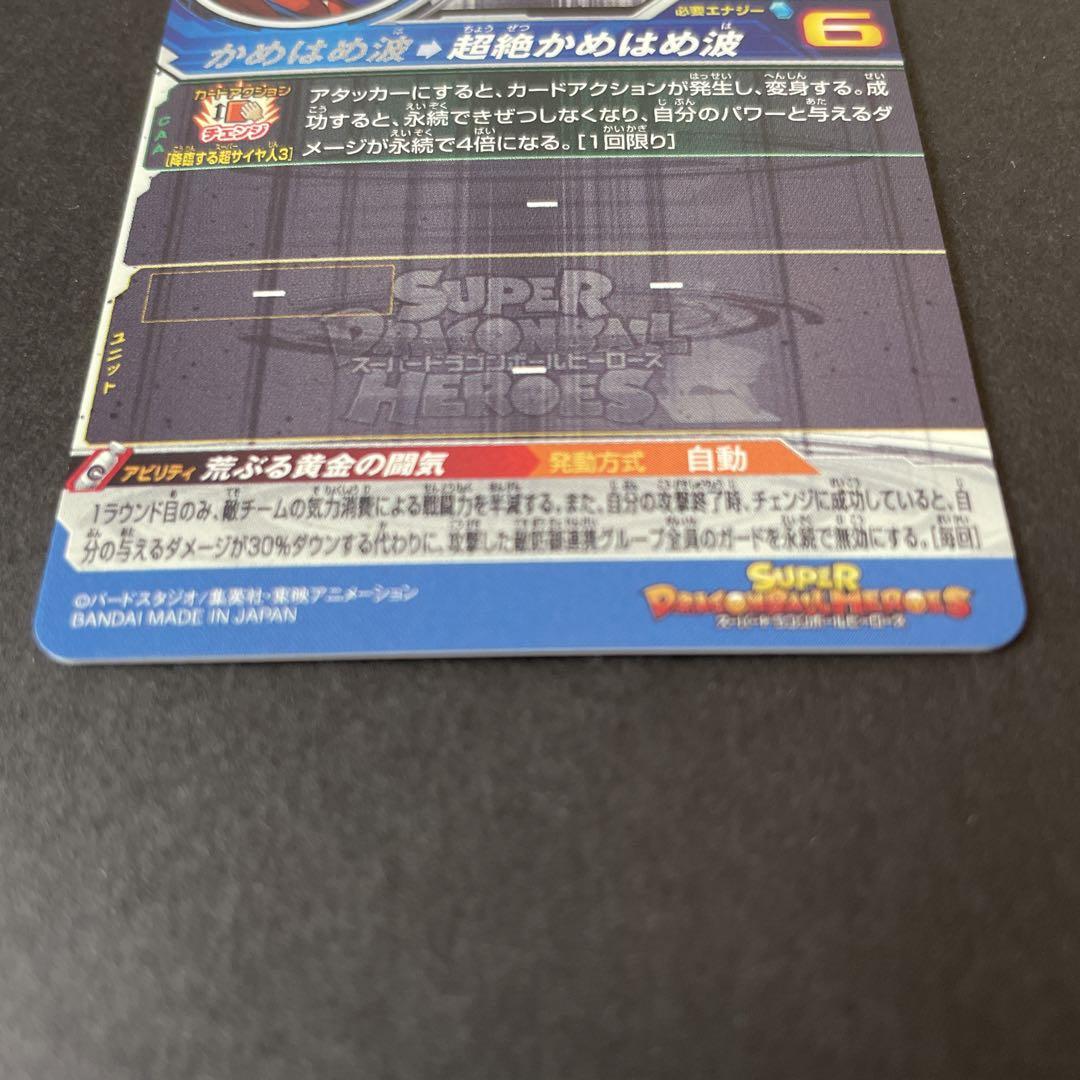 必要エナジー 6
かめはめ波➡超絶かめはめ波
カードアクション
チェンジ
[降臨する超サイヤ人3]
CAA
アタッカーにすると、カードアクションが発生し、変身する。成
功すると、永続できぜつしなくなり、自分のパワーと与えるダ
メージが永続で4倍になる。[1回限り]
ー
ユニット
ー ー
ー
SUPER
DRAGONBALL
スーパードラゴンボールヒーローズ
HEROES
アビリティ 荒ぶる黄金の闘気 発動方式 自動
1ラウンド目のみ、敵チームの気力消費による戦闘力を半減する。また、自分の攻撃終了時、チェンジに成功していると、自
分の与えるダメージが30%ダウンする代わりに、攻撃した敵防御連携グループ全員のガードを永続で無効にする。[毎回]
©バードスタジオ/集英社・東映アニメーション
BANDAI MADE IN JAPAN
SUPER
DRAGONBALL HEROES
スーパードラゴンボールヒーローズ